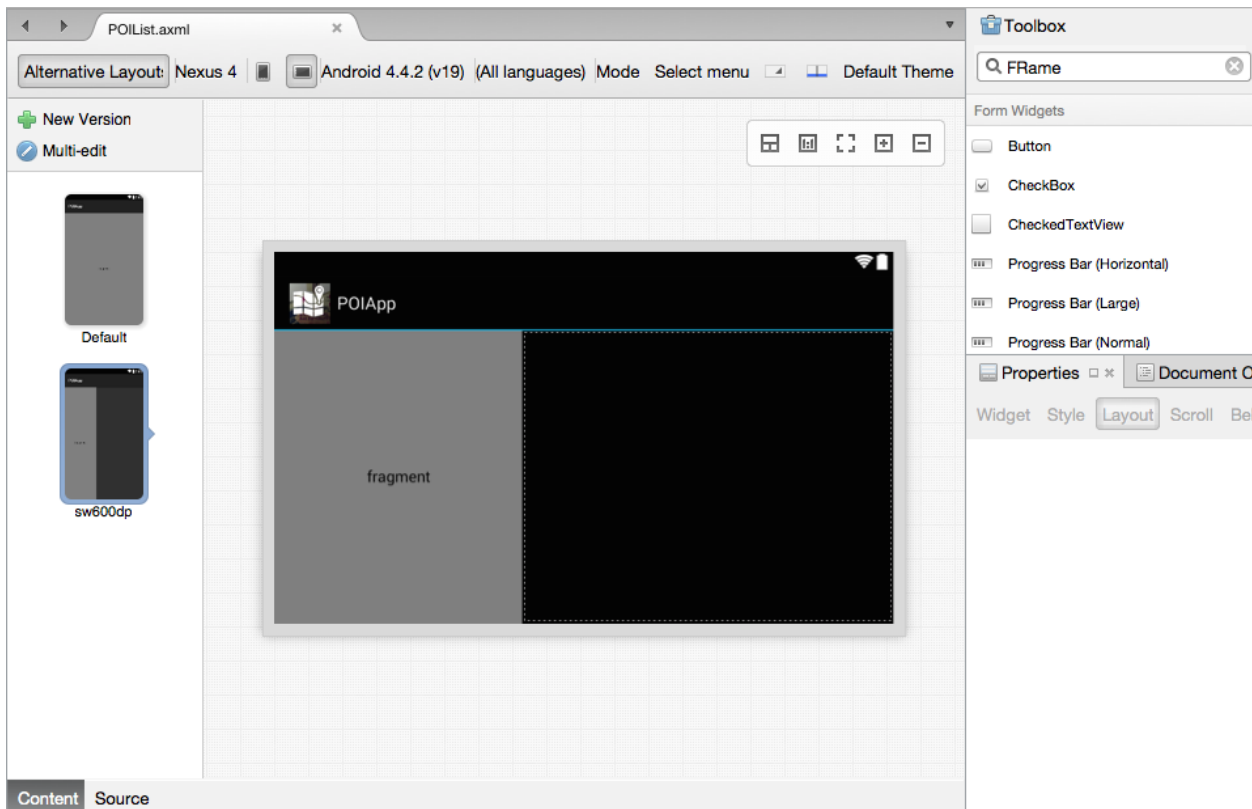 POIList.axml
Toolbox
Alternative Layout: Nexus 4 Android 4.4.2 (v19) (All languages) Mode Select menu Default Theme
FRame
New Version
Multi-edit
Form Widgets
Button
CheckBox
CheckedTextView
Progress Bar (Horizontal)
Progress Bar (Large)
Progress Bar (Normal)
Default
sw600dp
POIApp
fragment
Properties Document O
Widget Style Layout Scroll Be
Content Source